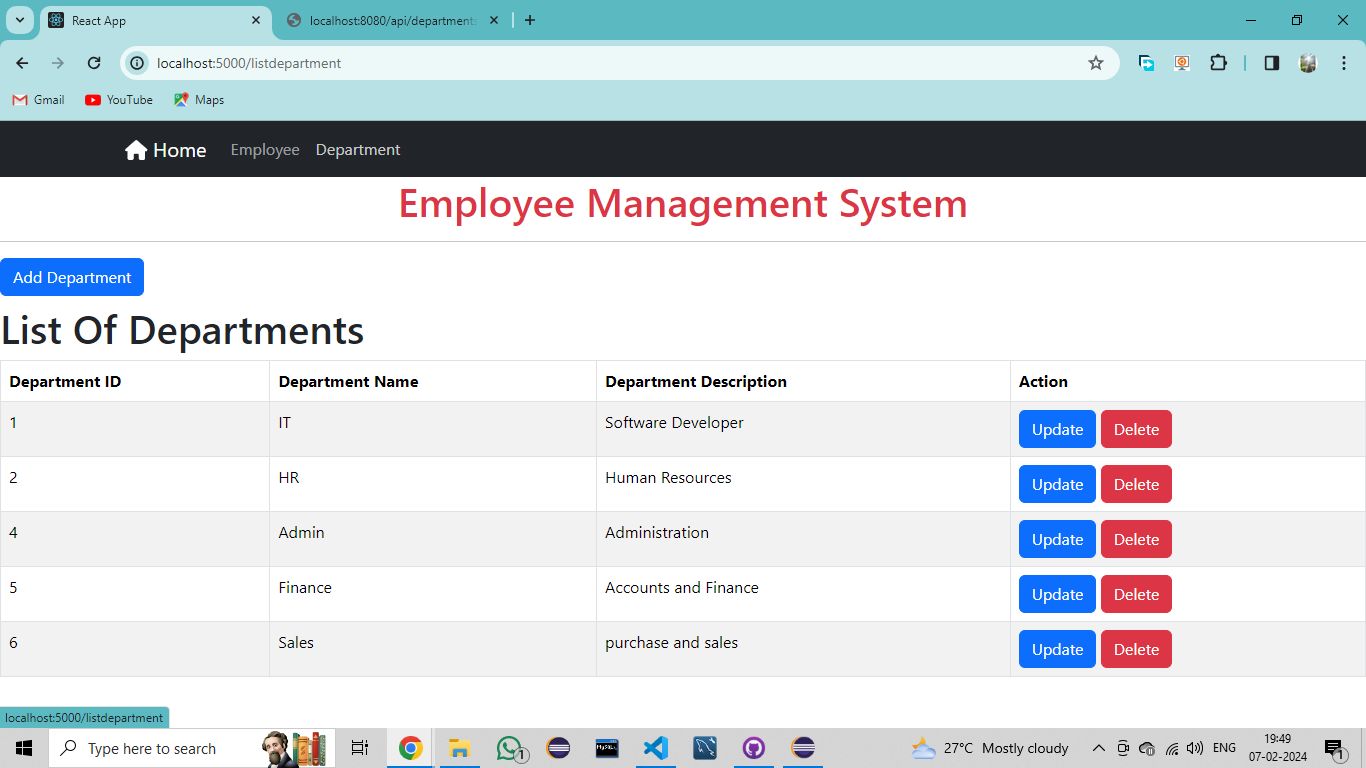 React App
localhost:8080/api/departments
localhost:5000/listdepartment
Gmail YouTube Maps
Home Employee Department
Employee Management System
Add Department
List Of Departments
Department ID Department Name Department Description Action
1 IT Software Developer Update Delete
2 HR Human Resources Update Delete
4 Admin Administration Update Delete
5 Finance Accounts and Finance Update Delete
6 Sales purchase and sales Update Delete
localhost:5000/listdepartment
Type here to search
1
MySQL
27°C Mostly cloudy
ENG
19:49
07-02-2024
1